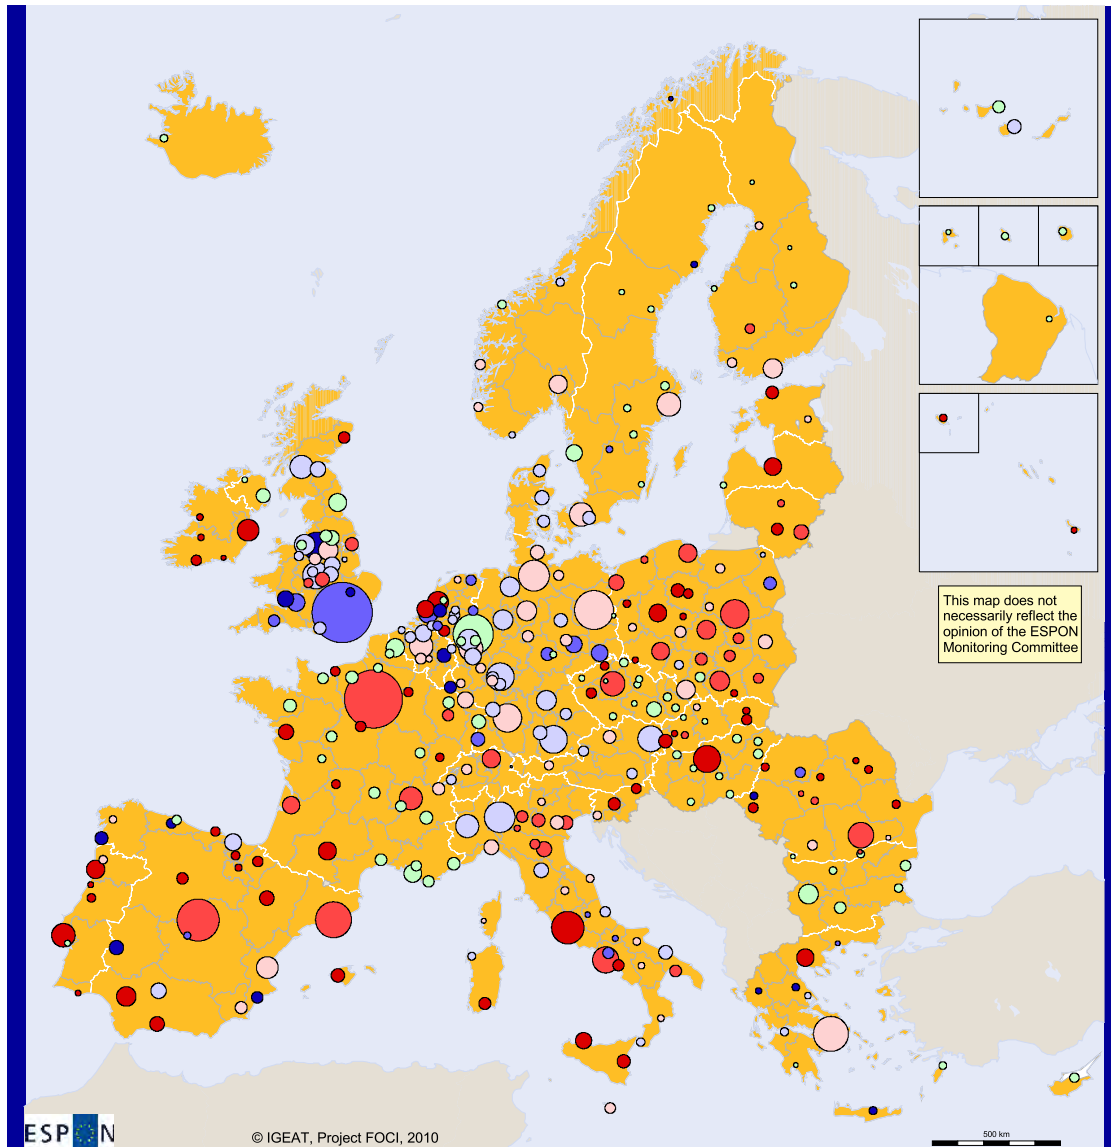 This map does not
necessarily reflect the
opinion of the ESPON
Monitoring Committee
ESPON
© IGEAT, Project FOCI, 2010
500 km